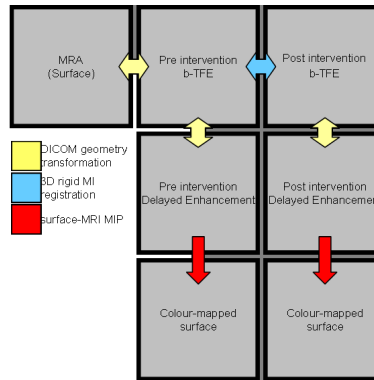 MRA
(Surface)
Pre intervention
b-TFE
Post intervention
b-TFE
DICOM geometry
transformation
3D rigid MI
registration
surface-MRI MIP
Pre intervention
Delayed Enhancement
Post intervention
Delayed Enhancement
Colour-mapped
surface
Colour-mapped
surface